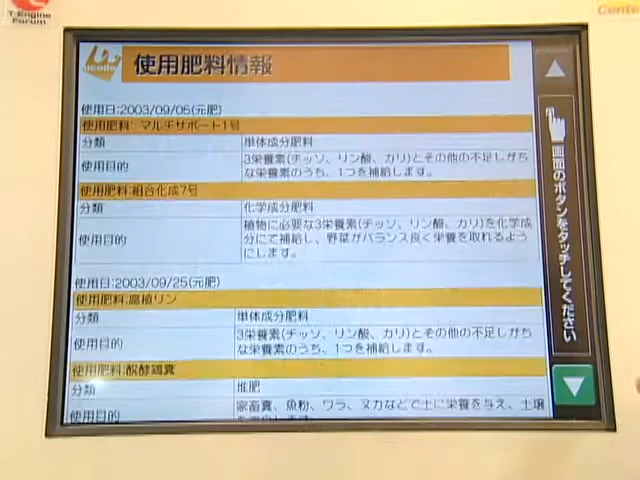 T-Engine
Forum
Conte
ucode
使用肥料情報
使用日:2003/09/05(元肥)
使用肥料: マルチサポート1号
分類
単体成分肥料
使用目的
3栄養素(チッソ、リン酸、カリ)とその他の不足しがち
な栄養素のうち、1つを補給します。
使用肥料:組合化成7号
分類
化学成分肥料
使用目的
植物に必要な3栄養素(チッソ、リン酸、カリ)を化学成
分にて補給し、野菜がバランス良く栄養を取れるよう
にします。
使用日:2003/09/25(元肥)
使用肥料:腐植リン
分類
単体成分肥料
使用目的
3栄養素(チッソ、リン酸、カリ)とその他の不足しがち
な栄養素のうち、1つを補給します。
使用肥料:醗酵鶏糞
分類
堆肥
使用目的
家畜糞、魚粉、ワラ、ヌカなどで土に栄養を与え、土壌
画面のボタンをタッチしてください